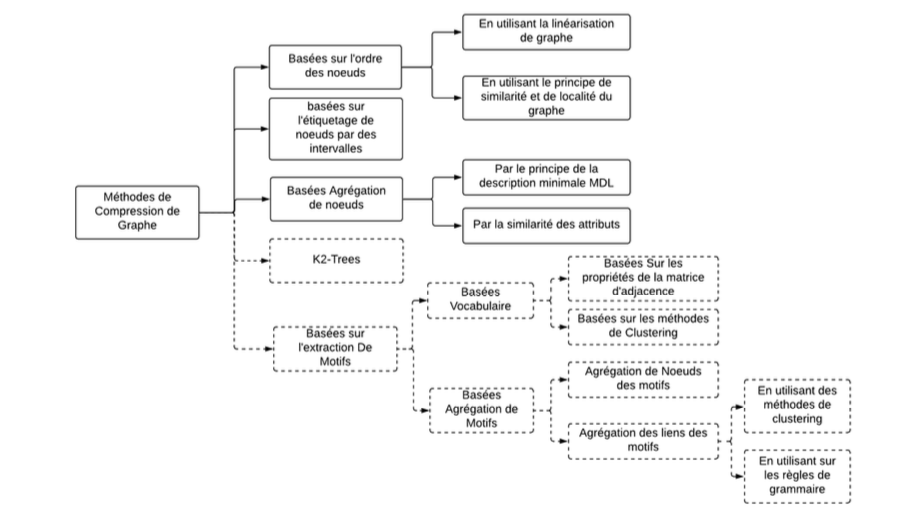 Méthodes de
Compression de
Graphe
Basées sur l'ordre
des noeuds
En utilisant la linéarisation
de graphe
En utilisant le principe de
similarité et de localité du
graphe
basées sur
l'étiquetage de
noeuds par des
intervalles
Basées Agrégation
de noeuds
Par le principe de la
description minimale MDL
Par la similarité des attributs
K2-Trees
Basées sur
l'extraction De
Motifs
Basées
Vocabulaire
Basées Sur les
propriétés de la matrice
d'adjacence
Basées sur les méthodes
de Clustering
Basées
Agrégation de
Motifs
Agrégation de Noeuds
des motifs
Agrégation des liens des
motifs
En utilisant des
méthodes de
clustering
En utilisant sur
les règles de
grammaire